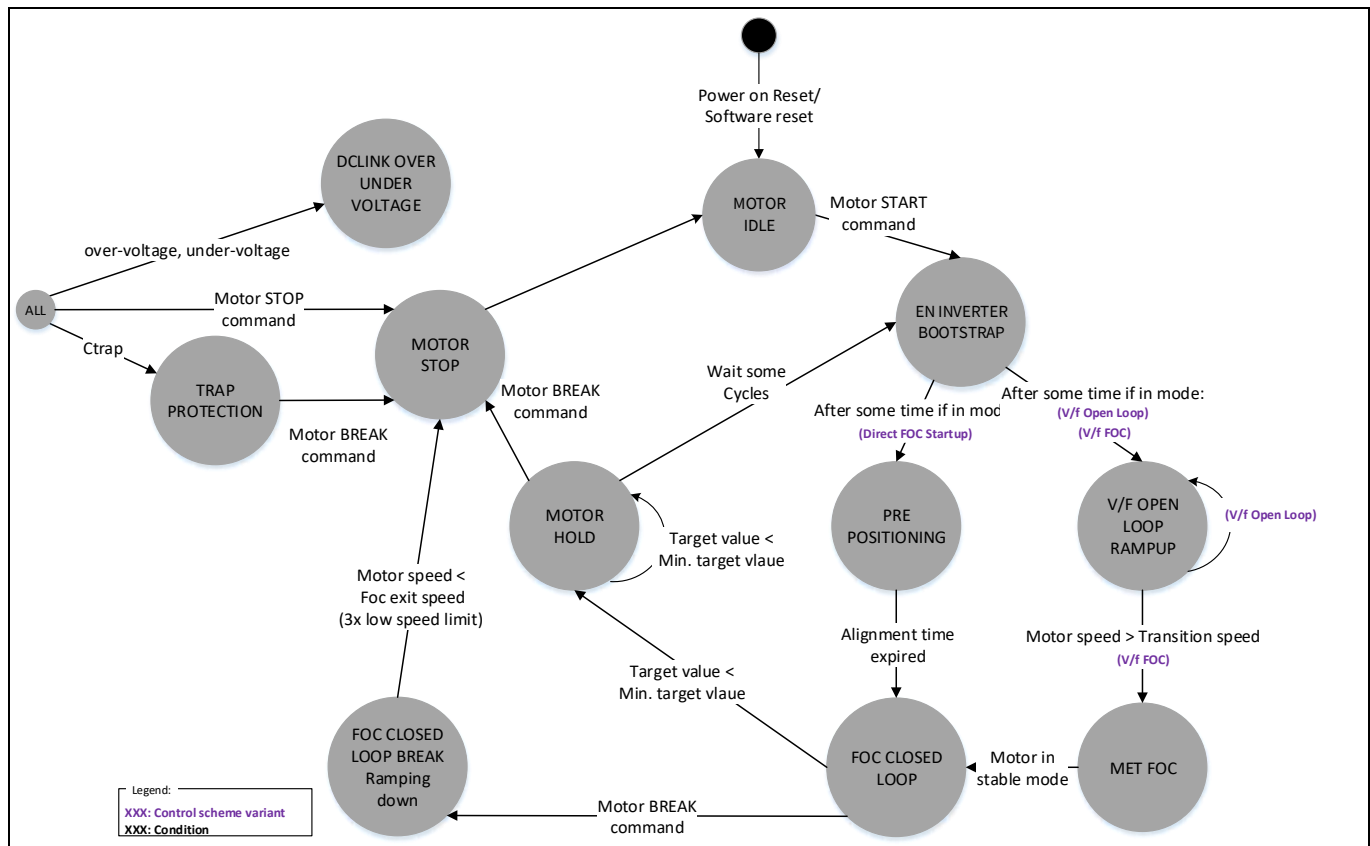 Power on Reset/
Software reset
DCLINK OVER
UNDER
VOLTAGE
MOTOR
IDLE
Motor START
command
over-voltage, under-voltage
ALL
Motor STOP
command
EN INVERTER
BOOTSTRAP
Ctrap
MOTOR
STOP
TRAP
PROTECTION
Motor BREAK
command
Motor BREAK
command
Wait some
Cycles
After some time if in mod
(Direct FOC Startup)
After some time if in mode:
(V/f Open Loop)
(V/f FOC)
MOTOR
HOLD
Target value <
Min. target vlaue
PRE
POSITIONING
V/F OPEN
LOOP
RAMPUP
(V/f Open Loop)
Motor speed <
Foc exit speed
(3x low speed limit)
Alignment time
expired
Motor speed > Transition speed
(V/f FOC)
Target value <
Min. target vlaue
FOC CLOSED
LOOP BREAK
Ramping
down
FOC CLOSED
LOOP
Motor in
stable mode
MET FOC
Motor BREAK
command
Legend:
XXX: Control scheme variant
XXX: Condition